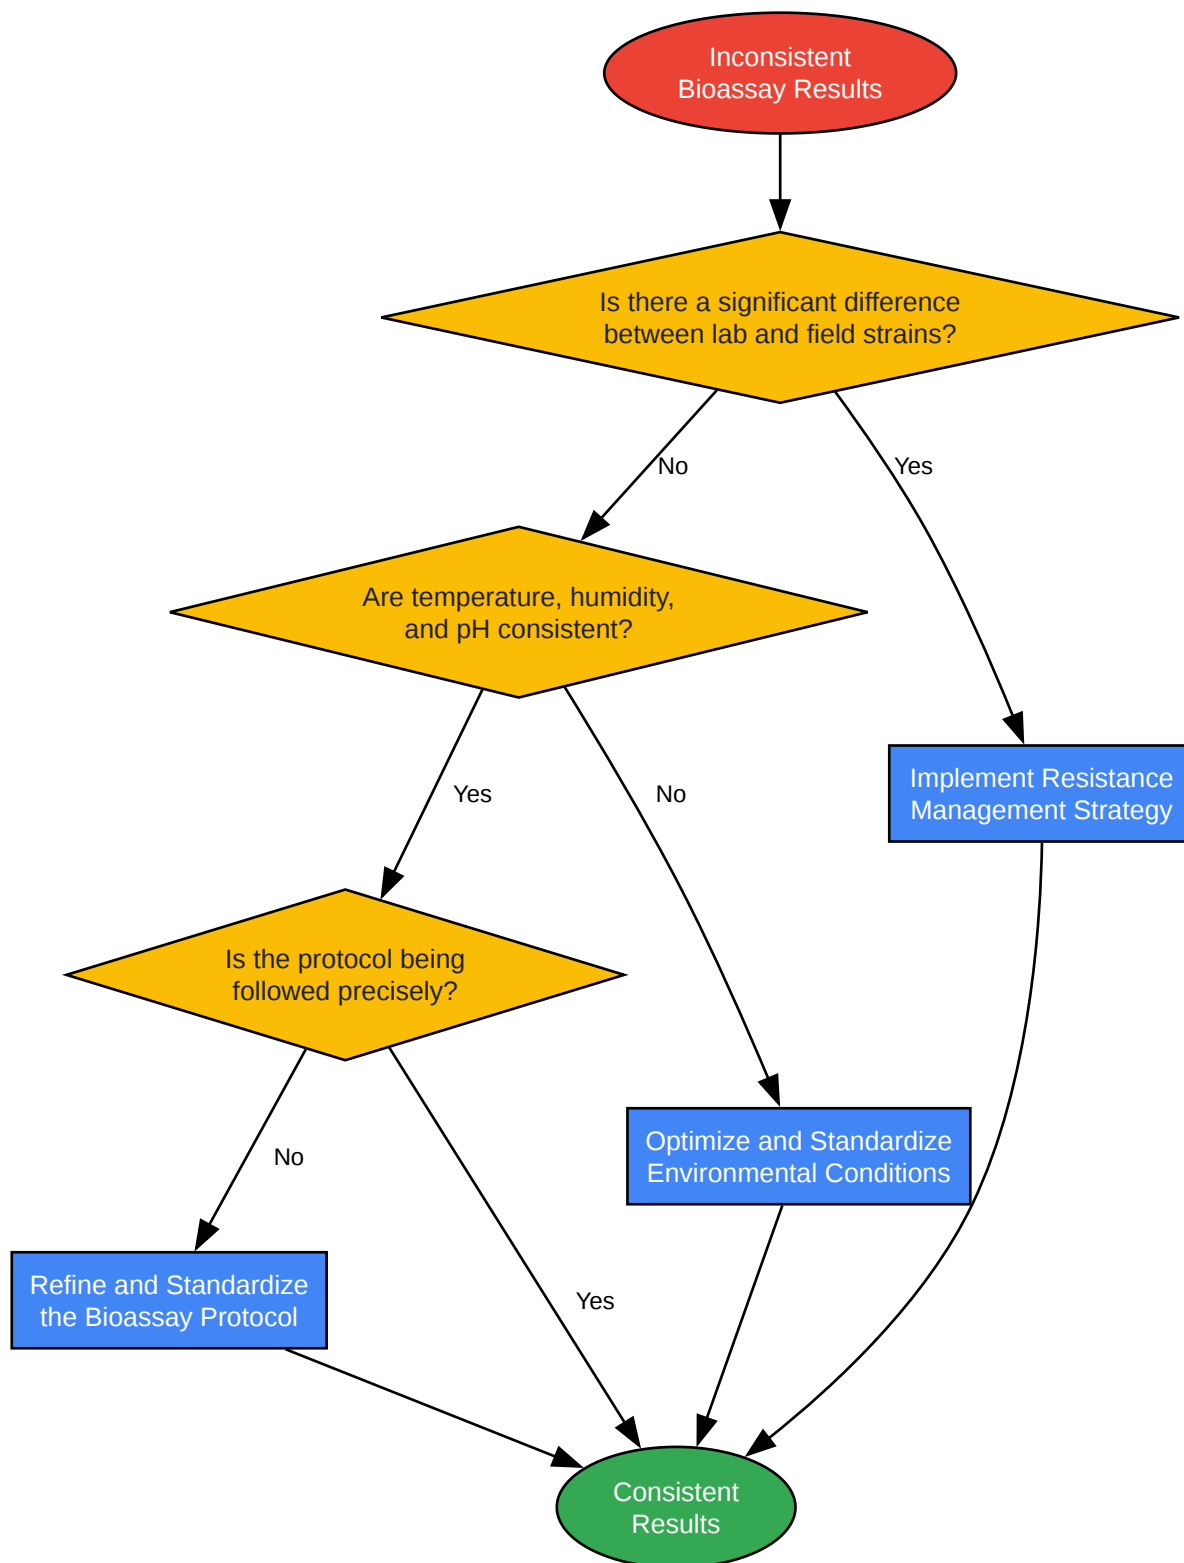 Inconsistent
Bioassay Results
Is there a significant difference
between lab and field strains?
No
Yes
Are temperature, humidity,
and pH consistent?
Implement Resistance
Management Strategy
Yes
No
Is the protocol being
followed precisely?
Optimize and Standardize
Environmental Conditions
No
Refine and Standardize
the Bioassay Protocol
Yes
Consistent
Results